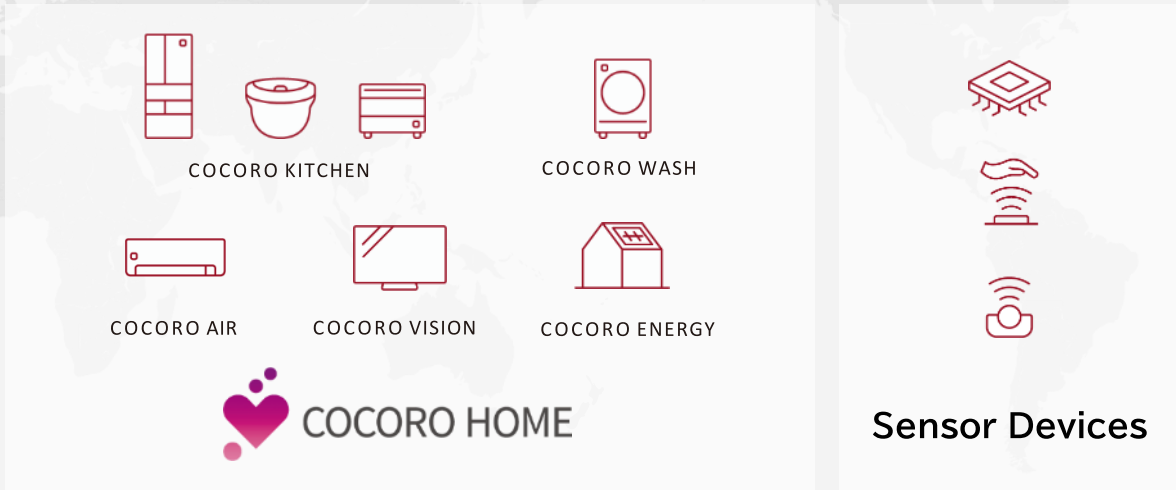 COCORO KITCHEN
COCORO WASH
COCORO AIR
COCORO VISION
COCORO ENERGY
COCORO HOME
Sensor Devices